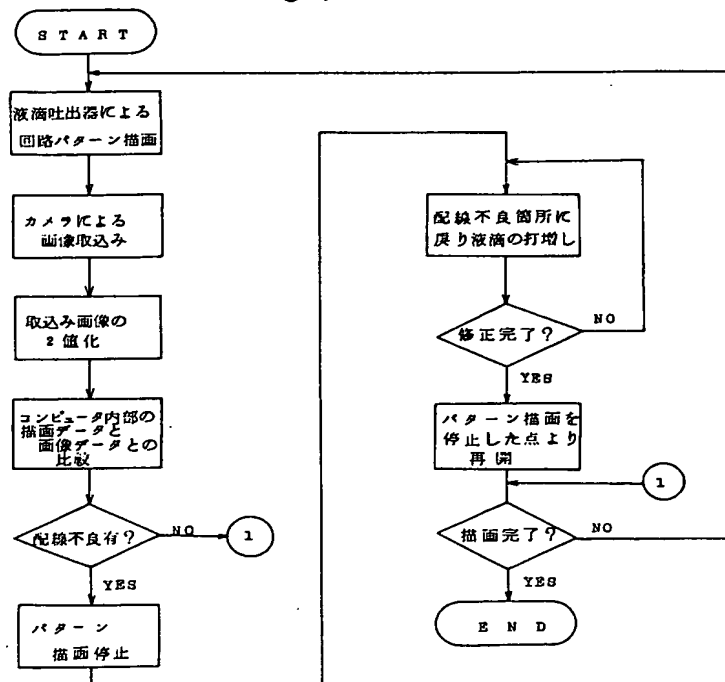 START
液滴吐出器による
回路パターン描画
カメラによる
画像取込み
取込み画像の
2値化
コンピュータ内部の
描画データと
画像データとの
比較
配線不良有?
NO
1
YES
パターン
描画停止
配線不良箇所に
戻り液滴の打増し
修正完了?
NO
YES
パターン描画を
停止した点より
再開
1
描画完了?
NO
YES
END